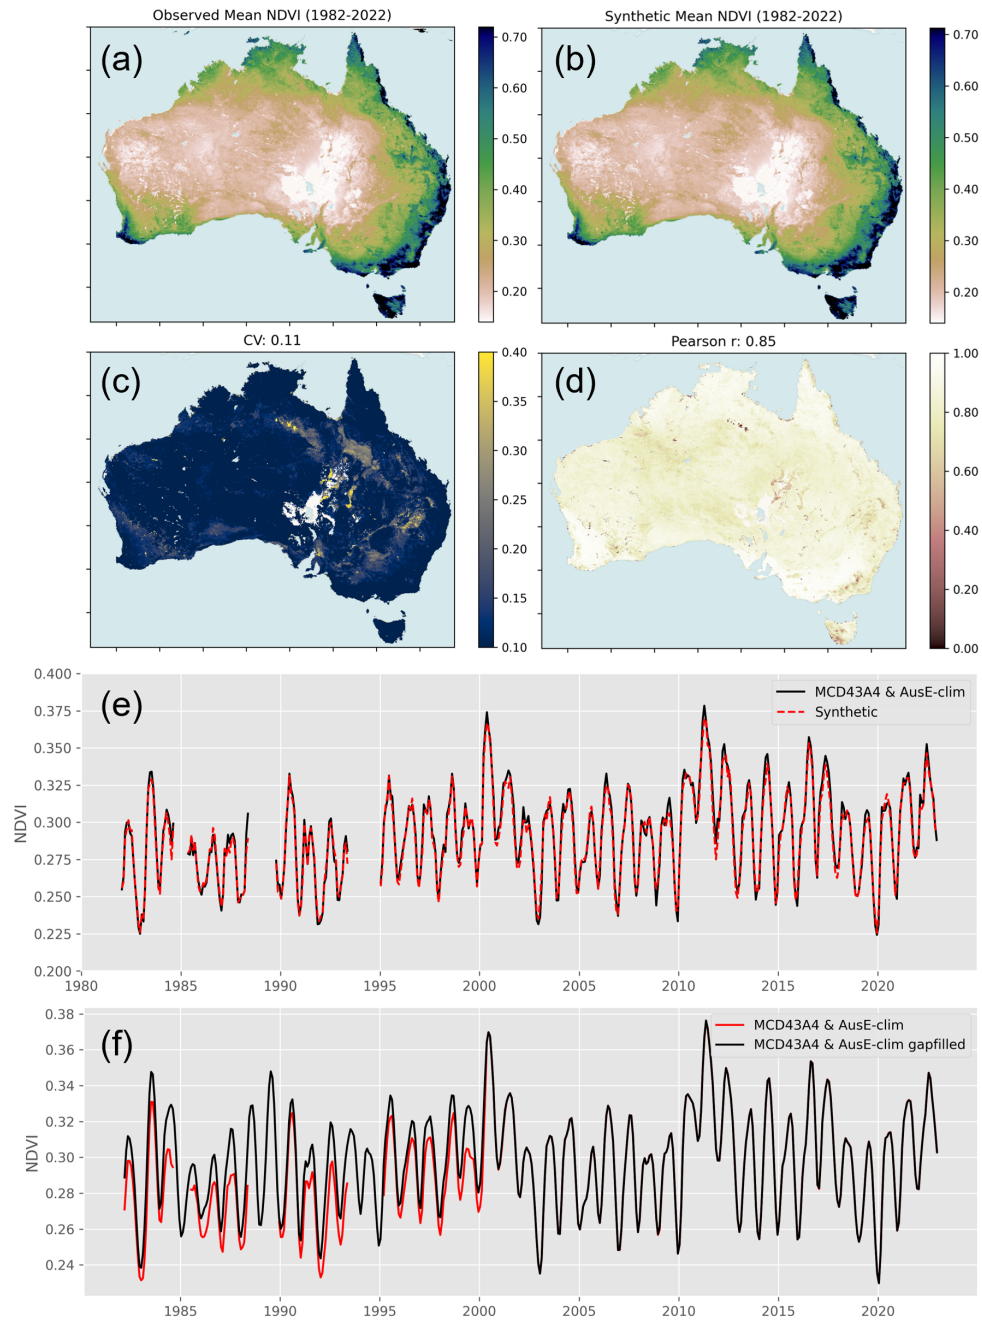 Observed Mean NDVI (1982-2022)
(a)
0.70
0.60
0.50
0.40
0.30
0.20
Synthetic Mean NDVI (1982-2022)
(b)
0.70
0.60
0.50
0.40
0.30
0.20
CV: 0.11
(c)
0.40
0.35
0.30
0.25
0.20
0.15
0.10
Pearson r: 0.85
(d)
1.00
0.80
0.60
0.40
0.20
0.00
(e)
MCD43A4 & AusE-clim
Synthetic
NDVI
0.400
0.375
0.350
0.325
0.300
0.275
0.250
0.225
0.200
1980 1985 1990 1995 2000 2005 2010 2015 2020
(f)
MCD43A4 & AusE-clim
MCD43A4 & AusE-clim gapfilled
NDVI
0.38
0.36
0.34
0.32
0.30
0.28
0.26
0.24
1985 1990 1995 2000 2005 2010 2015 2020